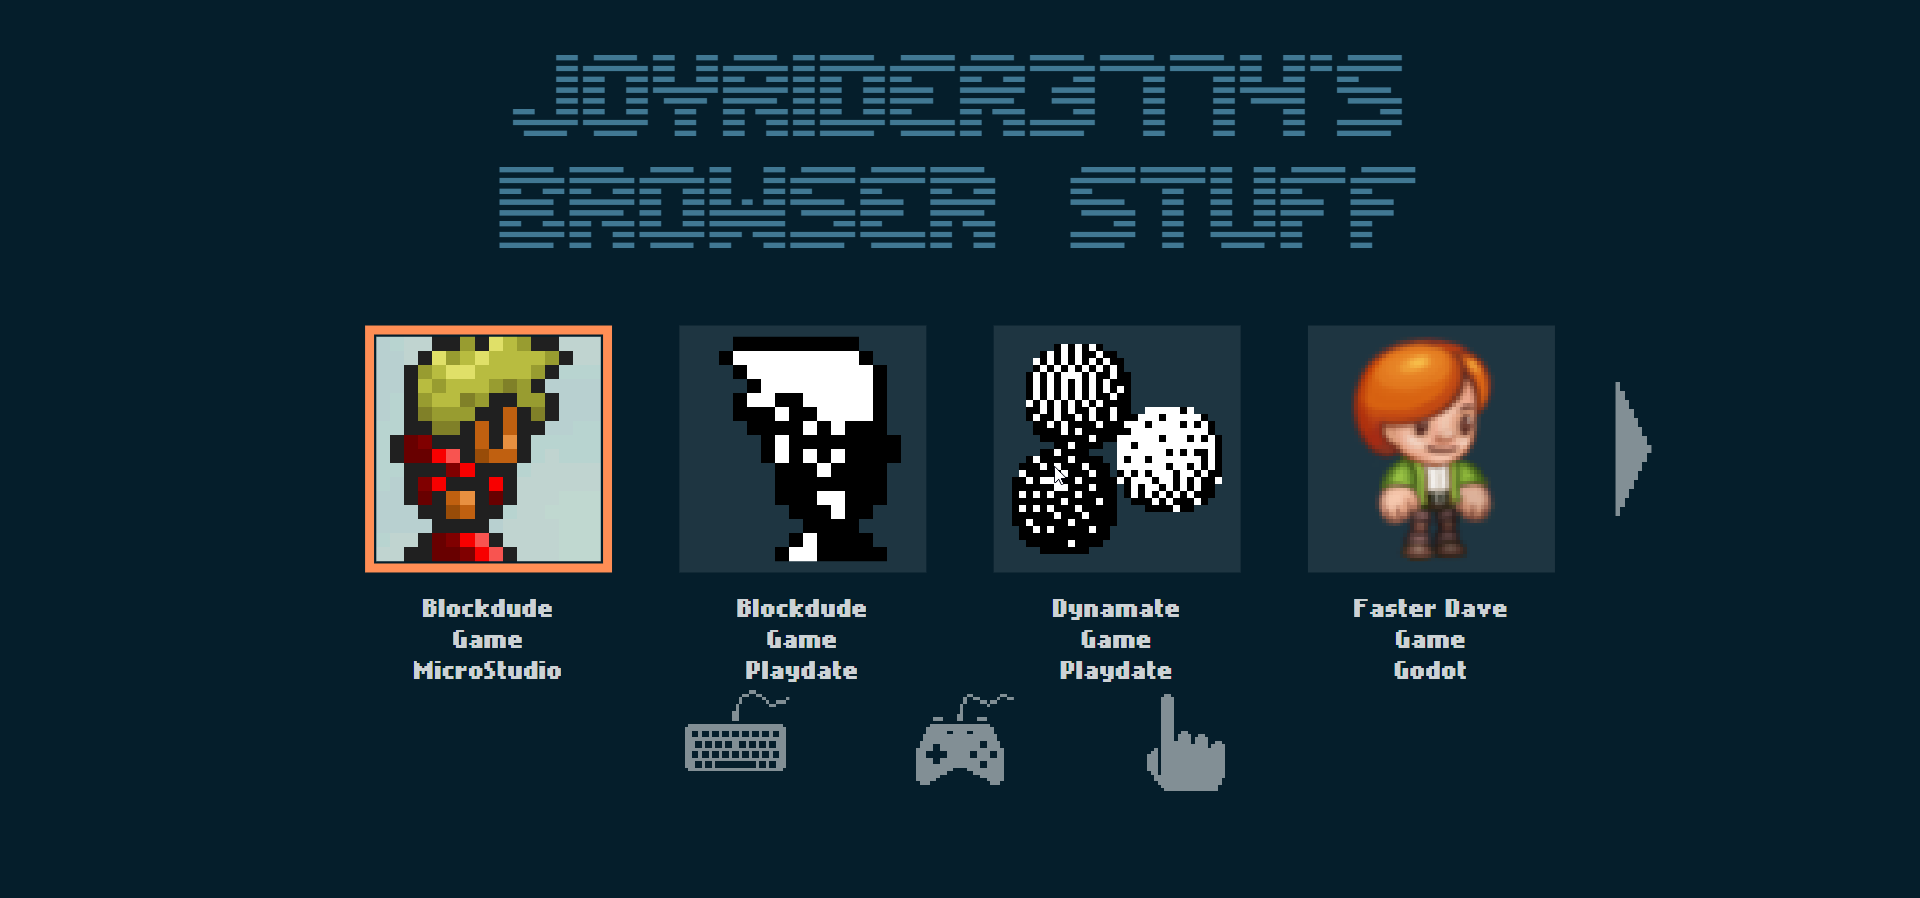 JOYRIDER3774'S
BROWSER STUFF
Blockdude
Game
MicroStudio
Blockdude
Game
Playdate
Dynamate
Game
Playdate
Faster Dave
Game
Godot